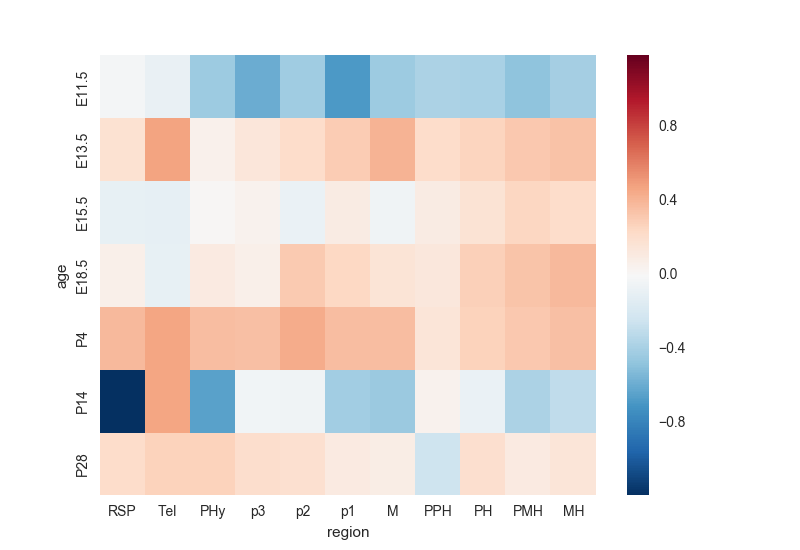 E11.5
E13.5
E15.5
E18.5
P4
P14
P28
age
RSP Tel PHy p3 p2 p1 M PPH PH PMH MH
region
0.8
0.4
0.0
−0.4
−0.8